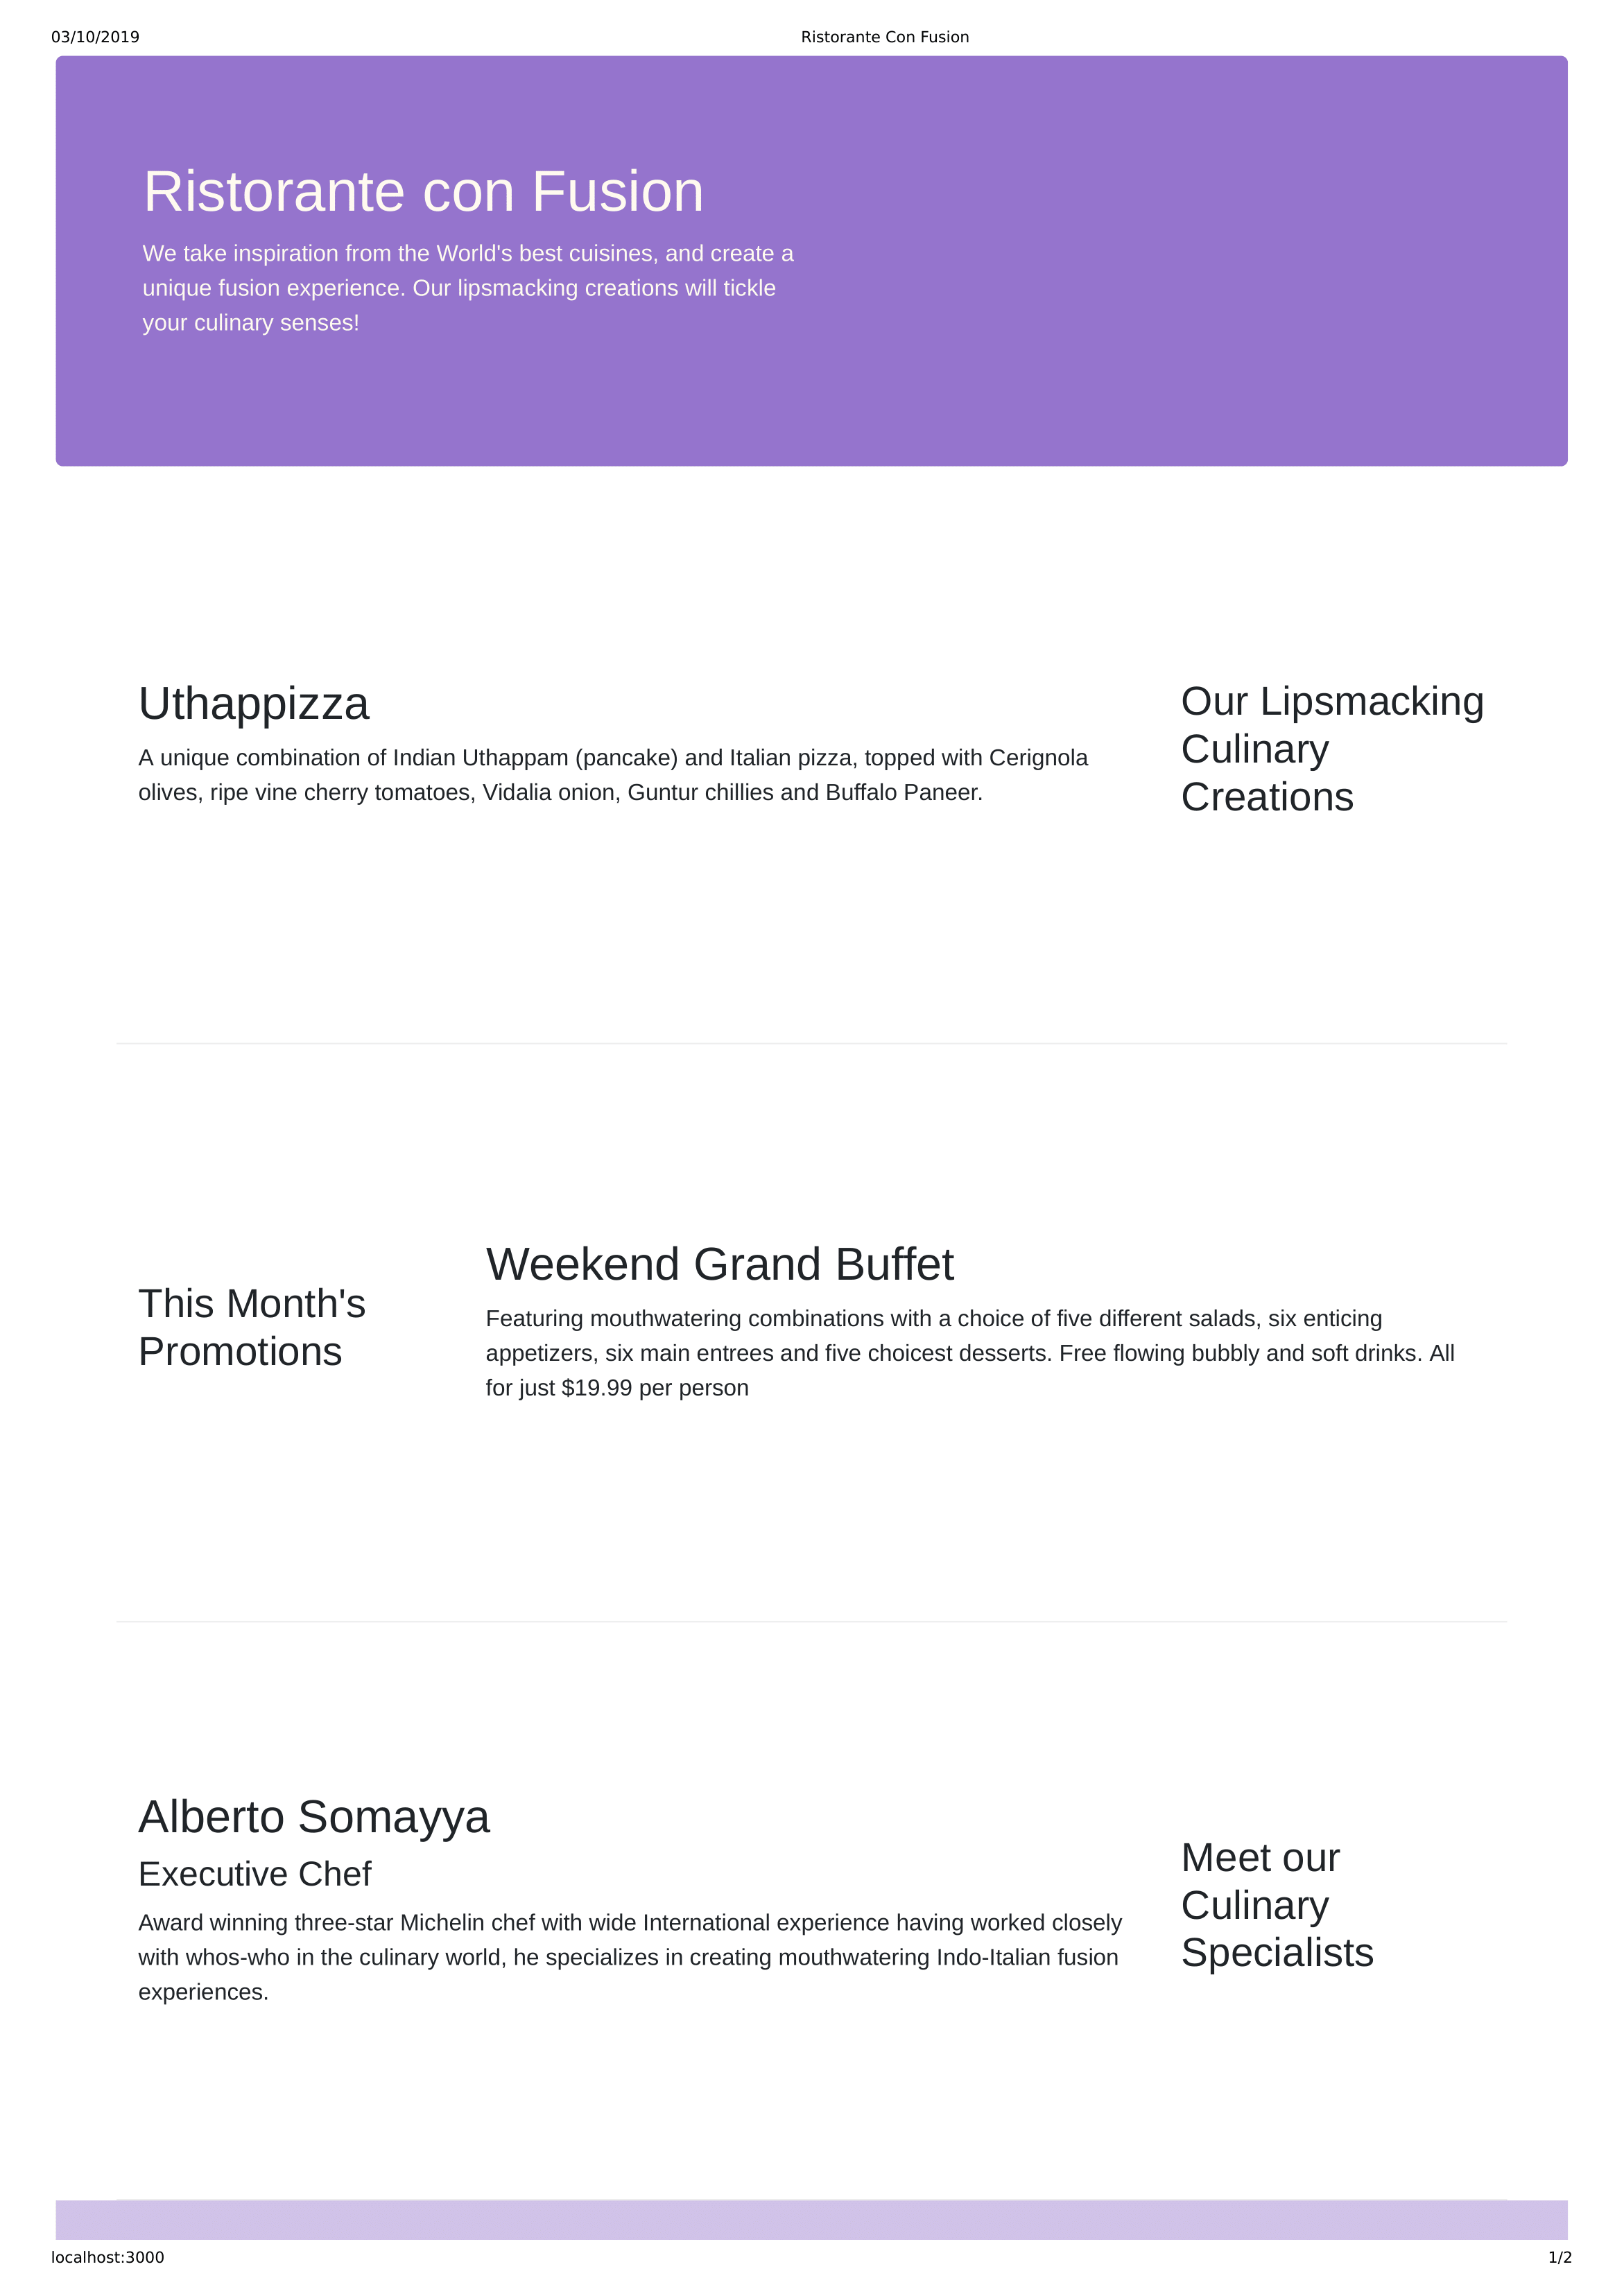 03/10/2019
Ristorante Con Fusion
Ristorante con Fusion
We take inspiration from the World's best cuisines, and create a
unique fusion experience. Our lipsmacking creations will tickle
your culinary senses!
Uthappizza
A unique combination of Indian Uthappam (pancake) and Italian pizza, topped with Cerignola
olives, ripe vine cherry tomatoes, Vidalia onion, Guntur chillies and Buffalo Paneer.
Our Lipsmacking
Culinary
Creations
This Month's
Promotions
Weekend Grand Buffet
Featuring mouthwatering combinations with a choice of five different salads, six enticing
appetizers, six main entrees and five choicest desserts. Free flowing bubbly and soft drinks. All
for just $19.99 per person
Alberto Somayya
Executive Chef
Award winning three-star Michelin chef with wide International experience having worked closely
with whos-who in the culinary world, he specializes in creating mouthwatering Indo-Italian fusion
experiences.
Meet our
Culinary
Specialists
localhost:3000
1/2